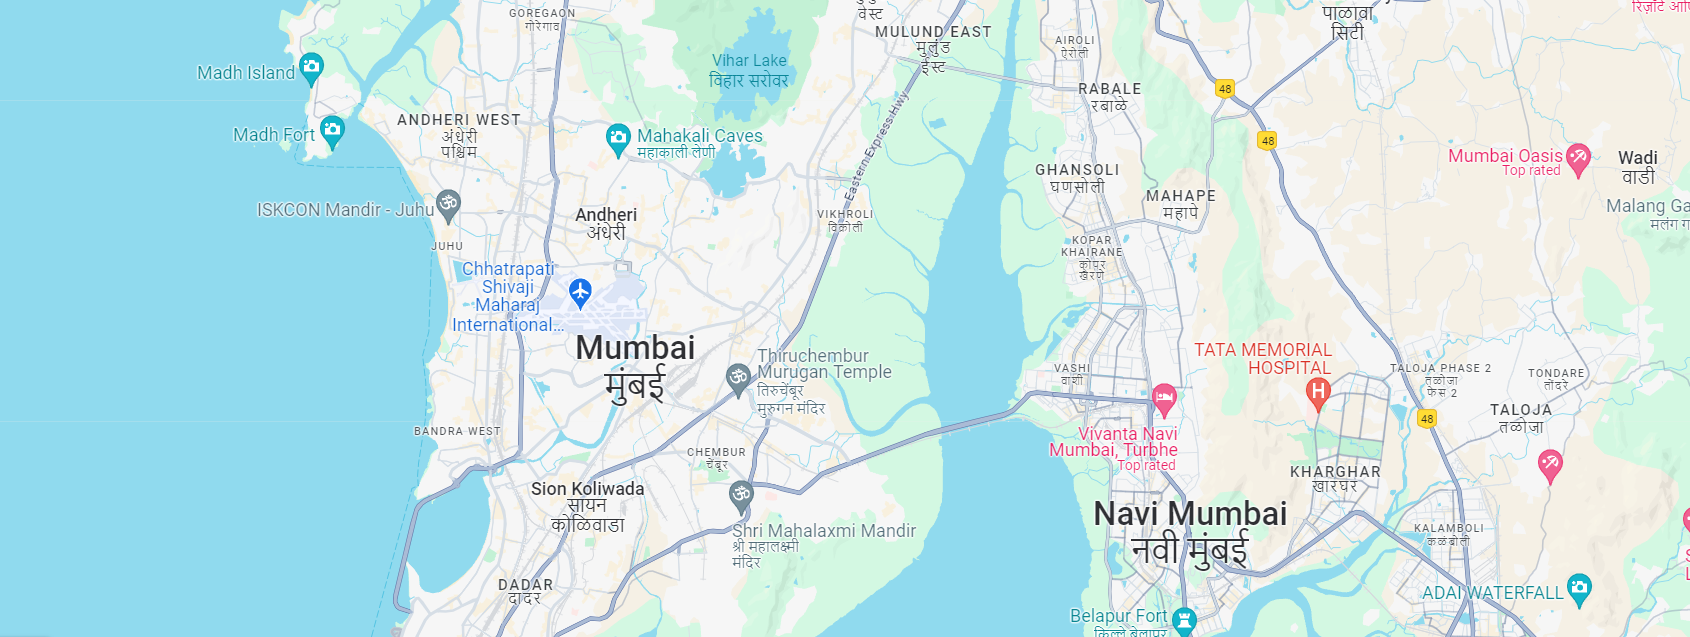 GOREGAON
गोरेगाव
वेस्ट
MULUND EAST
मुलुंड
ईस्ट
AIROLI
ऐरोली
पाळावा
सिटी
Madh Island
Vihar Lake
विहार सरोवर
RABALE
रबाळे
48
ANDHERI WEST
अंधेरी
पश्चिम
Madh Fort
Mahakali Caves
महाकाली लेणी
Eastern Express Hwy
48
Mumbai Oasis
Top rated
Wadi
वाडी
GHANSOLI
घणसोली
MAHAPE
महापे
ISKCON Mandir - Juhu
Andheri
अंधेरी
VIKHROLI
विक्रोली
Malang Ga
मलंग ग
JUHU
KOPAR
KHAIRANE
कोपर
खैरणे
Chhatrapati
Shivaji
Maharaj
International...
Mumbai
मुंबई
Thiruchembur
Murugan Temple
तिरुचेंबूर
मुरुगन मंदिर
VASHI
वाशी
TATA MEMORIAL
HOSPITAL
H
TALOJA PHASE 2
तळोजा
फेस 2
TONDARE
तोंदरे
TALOJA
तळोजा
48
BANDRA WEST
CHEMBUR
चेंबूर
Vivanta Navi
Mumbai, Turbhe
Top rated
KHARGHAR
खारघर
Sion Koliwada
सायन
कोळिवाडा
Shri Mahalaxmi Mandir
श्री महालक्ष्मी
मंदिर
Navi Mumbai
नवी मुंबई
KALAMBOLI
कळंबोली
DADAR
दादर
ADAI WATERFALL
Belapur Fort
किल्ले बेलापूर